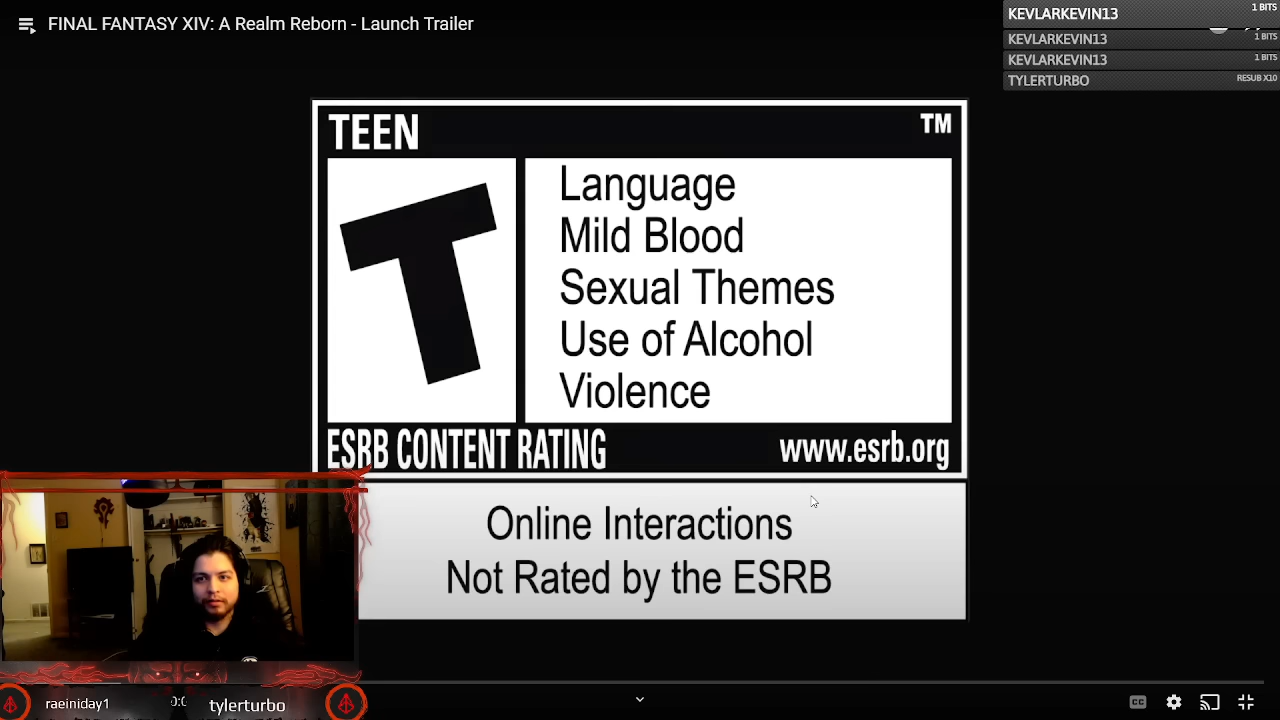 FINAL FANTASY XIV: A Realm Reborn - Launch Trailer
KEVLARKEVIN13 1 BITS
KEVLARKEVIN13 1 BITS
KEVLARKEVIN13 1 BITS
TYLERTURBO RESUB X10
TEEN TM
T
Language
Mild Blood
Sexual Themes
Use of Alcohol
Violence
ESRB CONTENT RATING www.esrb.org
Online Interactions
Not Rated by the ESRB
raeiniday1 tylerturbo
CC